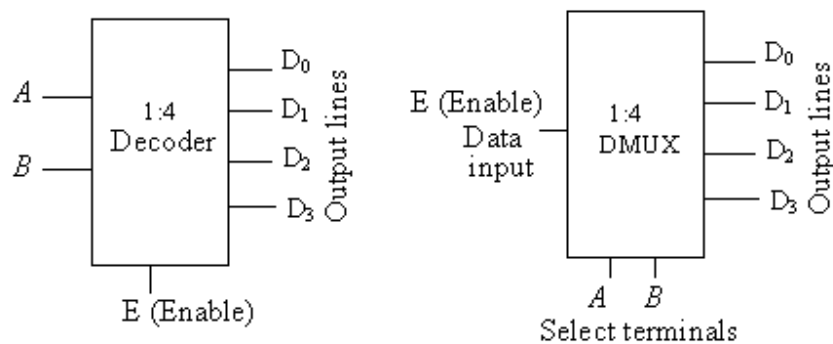 A
B
1:4
Decoder
D₀
D₁
D₂
D₃
Output lines
E (Enable)
E (Enable)
Data
input
1:4
DMUX
D₀
D₁
D₂
D₃
Output lines
A B
Select terminals